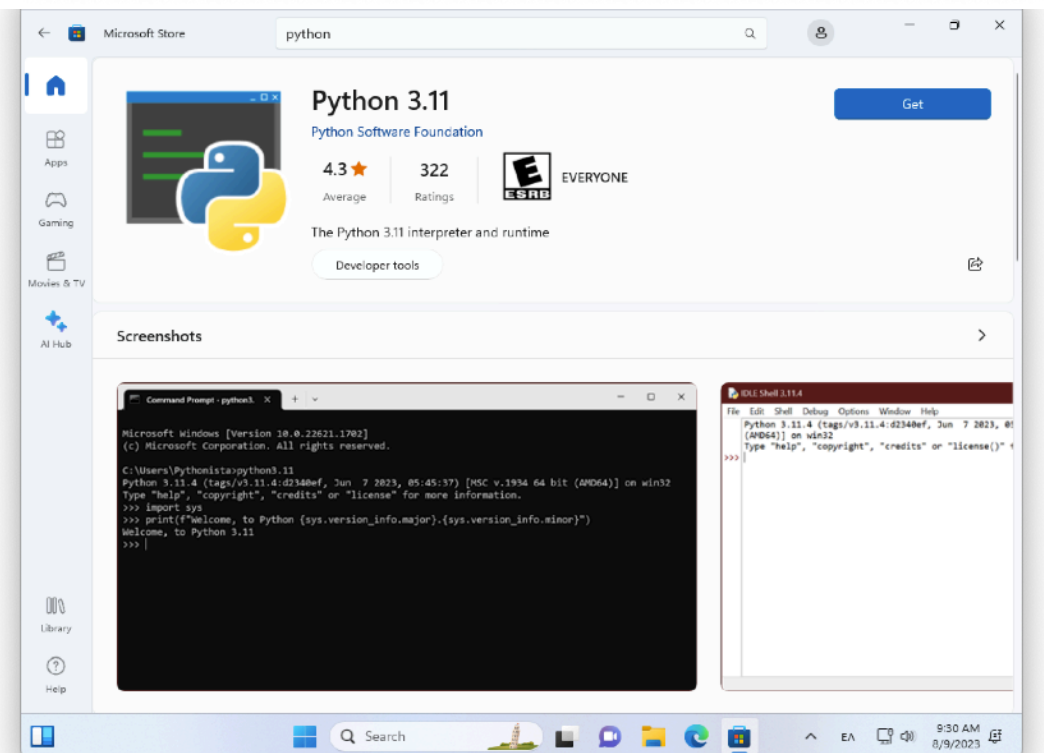 Microsoft Store
python
Python 3.11
Get
Python Software Foundation
4.3
322
Average
Ratings
E
ESRB
EVERYONE
The Python 3.11 interpreter and runtime
Developer tools
Apps
Gaming
Movies & TV
AI Hub
Library
Help
Screenshots
Command Prompt - python3.
Microsoft Windows [Version 10.0.22621.1702]
(c) Microsoft Corporation. All rights reserved.
C:\Users\Pythonista>python3.11
Python 3.11.4 (tags/v3.11.4:d2340ef, Jun 7 2023, 05:45:37) [MSC v.1934 64 bit (AMD64)] on win32
Type "help", "copyright", "credits" or "license" for more information.
>>> import sys
>>> print(f"Welcome, to Python {sys.version_info.major}.{sys.version_info.minor}")
Welcome, to Python 3.11
>>>
IDLE Shell 3.11.4
File Edit Shell Debug Options Window Help
Python 3.11.4 (tags/v3.11.4:d2340ef, Jun 7 2023,
(AMD64)] on win32
Type "help", "copyright", "credits" or "license()"
>>>
Search
ΕΛ
9:30 AM
8/9/2023